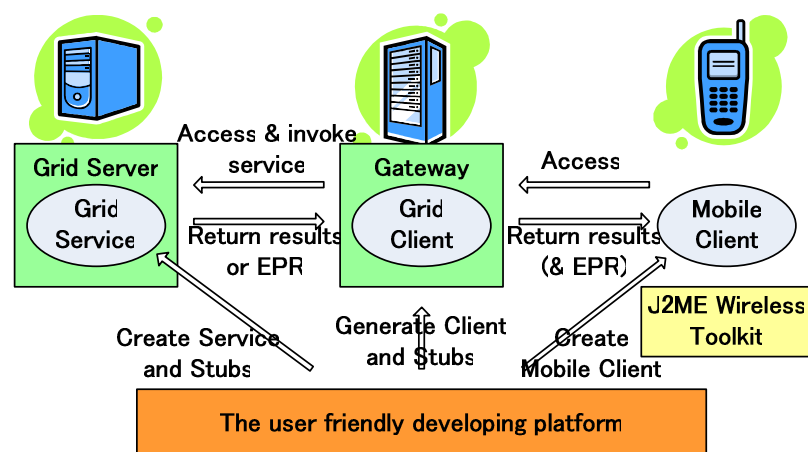 Access & invoke
service
Access
Grid Server
Gateway
Grid
Service
Grid
Client
Mobile
Client
Return results
or EPR
Return results
(& EPR)
J2ME Wireless
Toolkit
Create Service
and Stubs
Generate Client
and Stubs
Create
Mobile Client
The user friendly developing platform